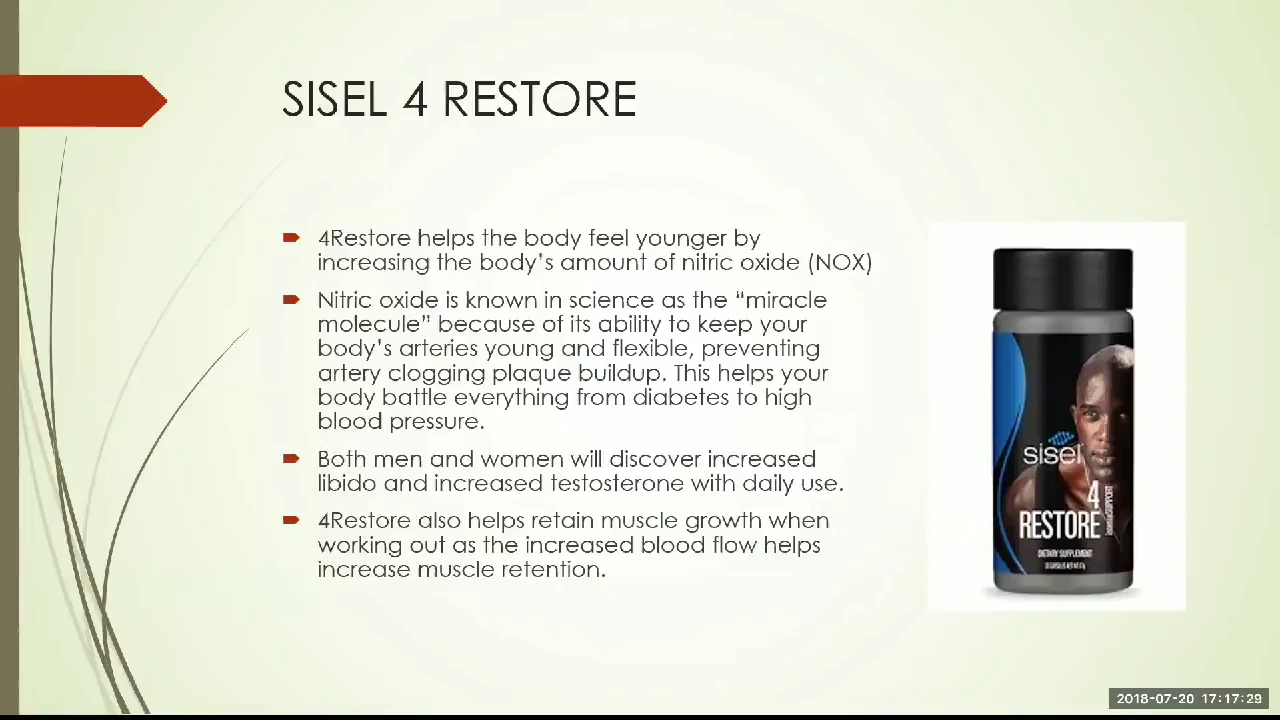 SISEL 4 RESTORE
4Restore helps the body feel younger by
increasing the body's amount of nitric oxide (NOX)
Nitric oxide is known in science as the “miracle
molecule” because of its ability to keep your
body's arteries young and flexible, preventing
artery clogging plaque buildup. This helps your
body battle everything from diabetes to high
blood pressure.
Both men and women will discover increased
libido and increased testosterone with daily use.
4Restore also helps retain muscle growth when
working out as the increased blood flow helps
increase muscle retention.
sisel
4
RESTORE
SUPPORT
DIETARY SUPPLEMENT
2018-07-20 17:17:29